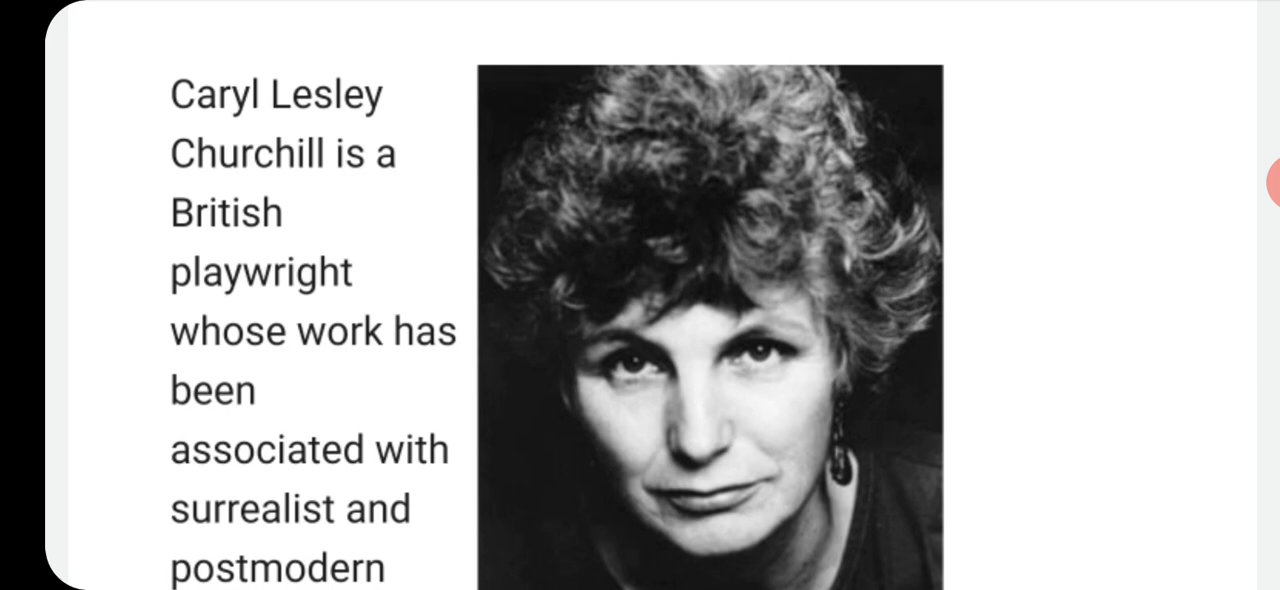 Caryl Lesley
Churchill is a
British
playwright
whose work has
been
associated with
surrealist and
postmodern